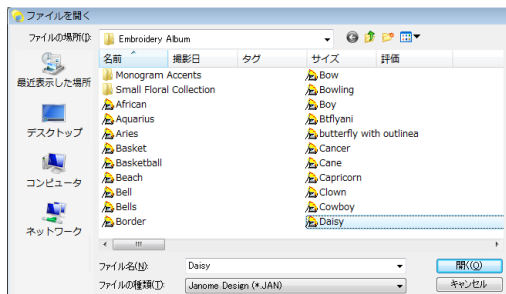 ファイルを開く
ファイルの場所(I): Embroidery Album
名前 撮影日 タグ サイズ 評価
最近表示した場所
デスクトップ
コンピュータ
ネットワーク
Monogram Accents
Small Floral Collection
African
Aquarius
Aries
Basket
Basketball
Beach
Bell
Bells
Border
Bow
Bowling
Boy
Btflyani
butterfly with outlinea
Cancer
Cane
Capricorn
Clown
Cowboy
Daisy
ファイル名(N): Daisy 開く(O)
ファイルの種類(T): Janome Design (*.JAN) キャンセル